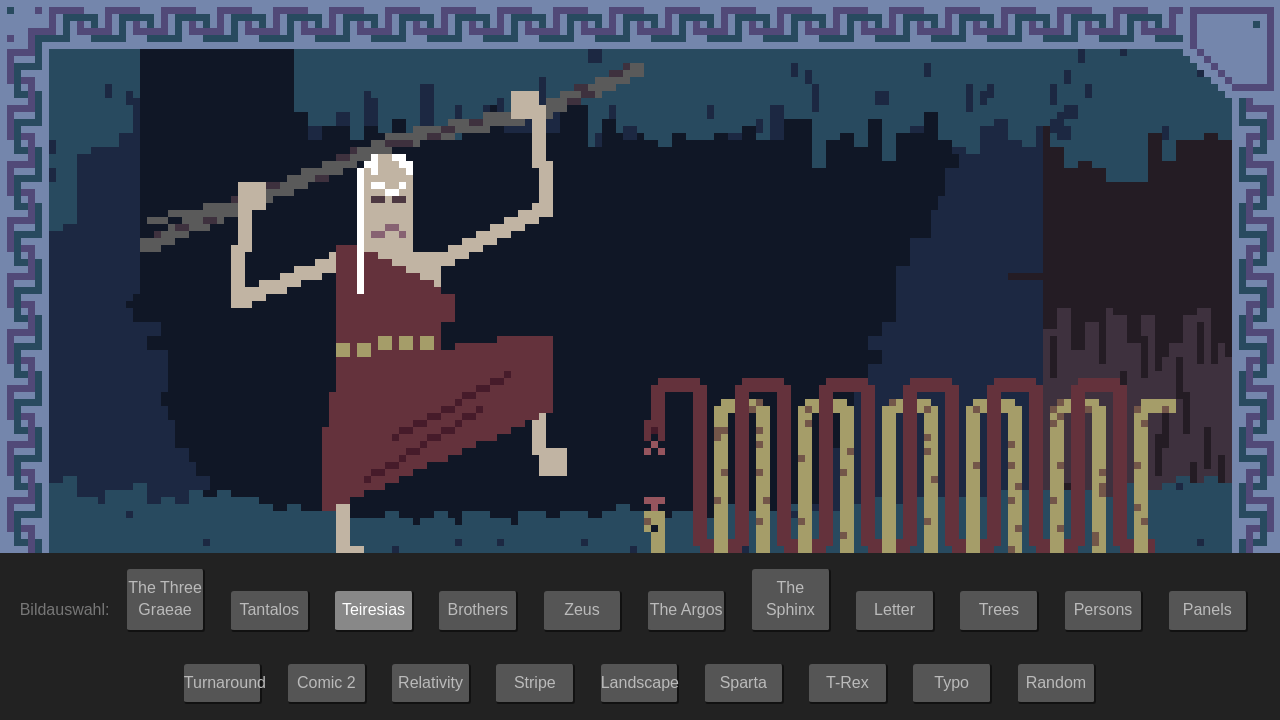 Bildauswahl:
The Three
Graeae
Tantalos
Teiresias
Brothers
Zeus
The Argos
The
Sphinx
Letter
Trees
Persons
Panels
Turnaround
Comic 2
Relativity
Stripe
Landscape
Sparta
T-Rex
Typo
Random